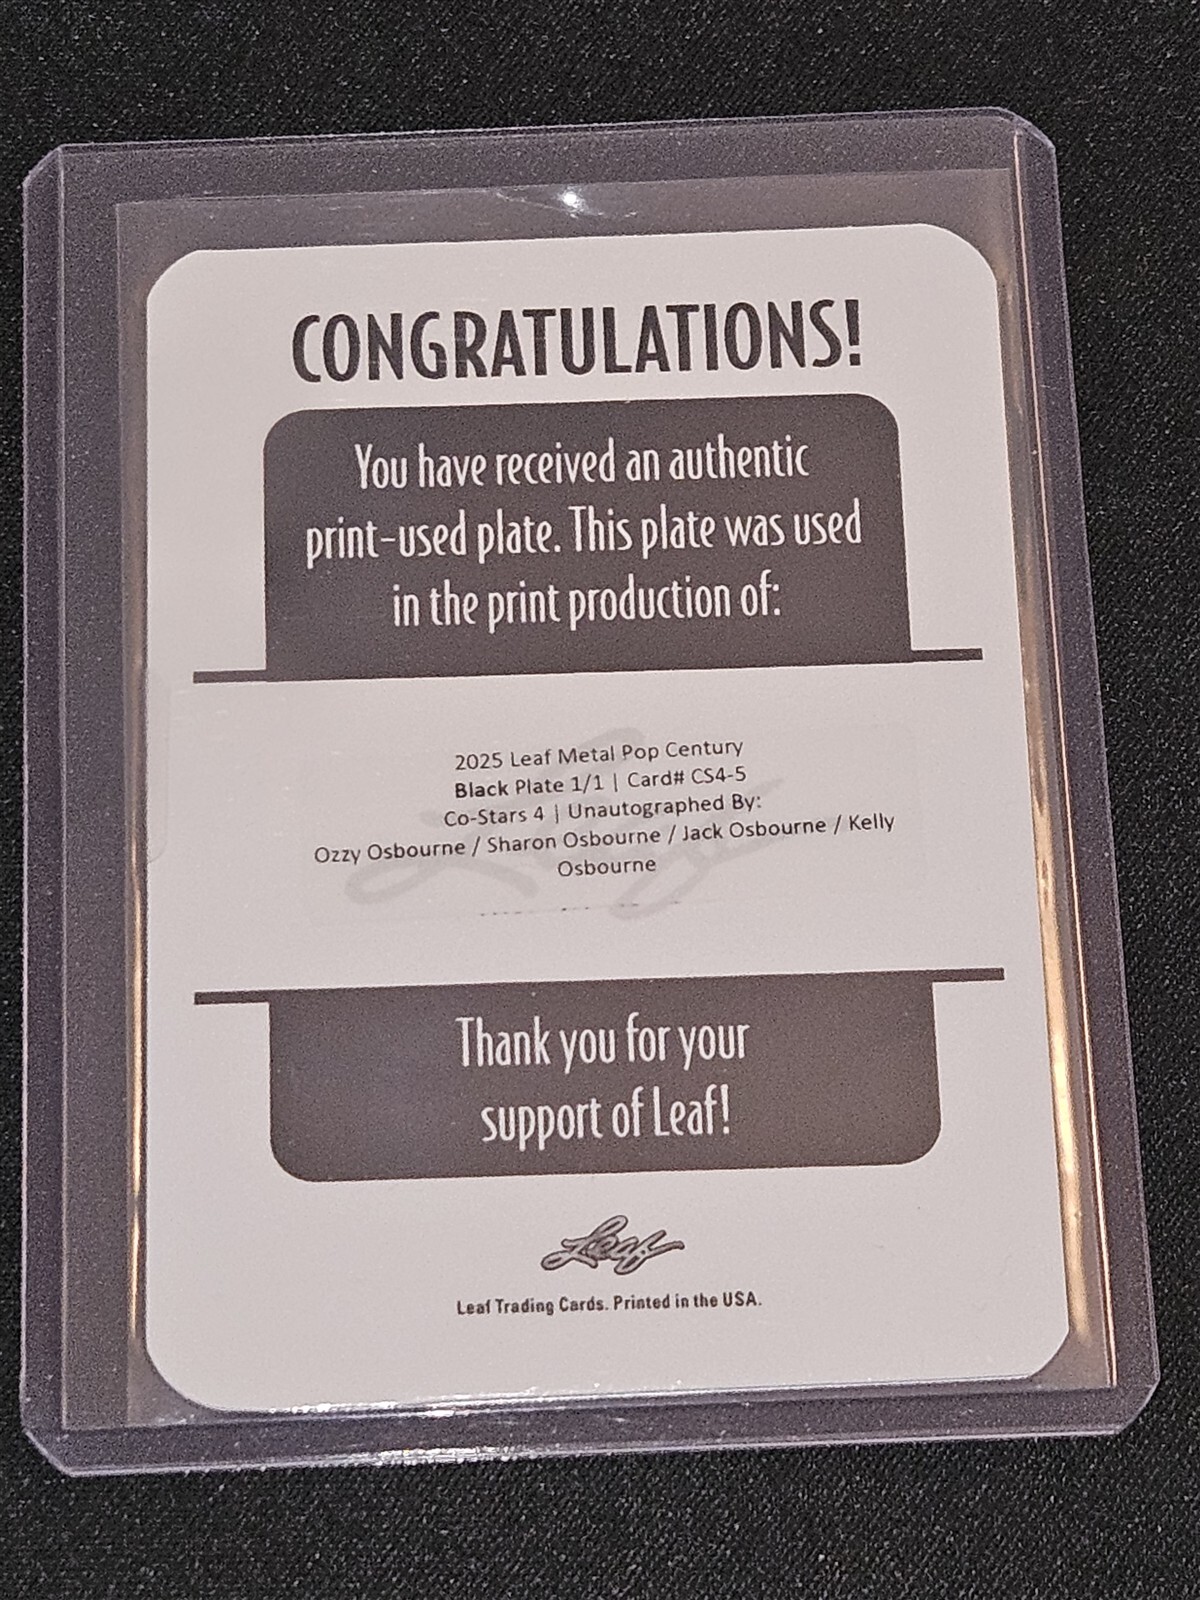 CONGRATULATIONS!
You have received an authentic
print-used plate. This plate was used
in the print production of:
2025 Leaf Metal Pop Century
Black Plate 1/1 | Card# CS4-5
Co-Stars 4 | Unautographed By:
Ozzy Osbourne / Sharon Osbourne / Jack Osbourne / Kelly
Osbourne
Thank you for your
support of Leaf!
Leaf
Leaf Trading Cards. Printed in the USA.